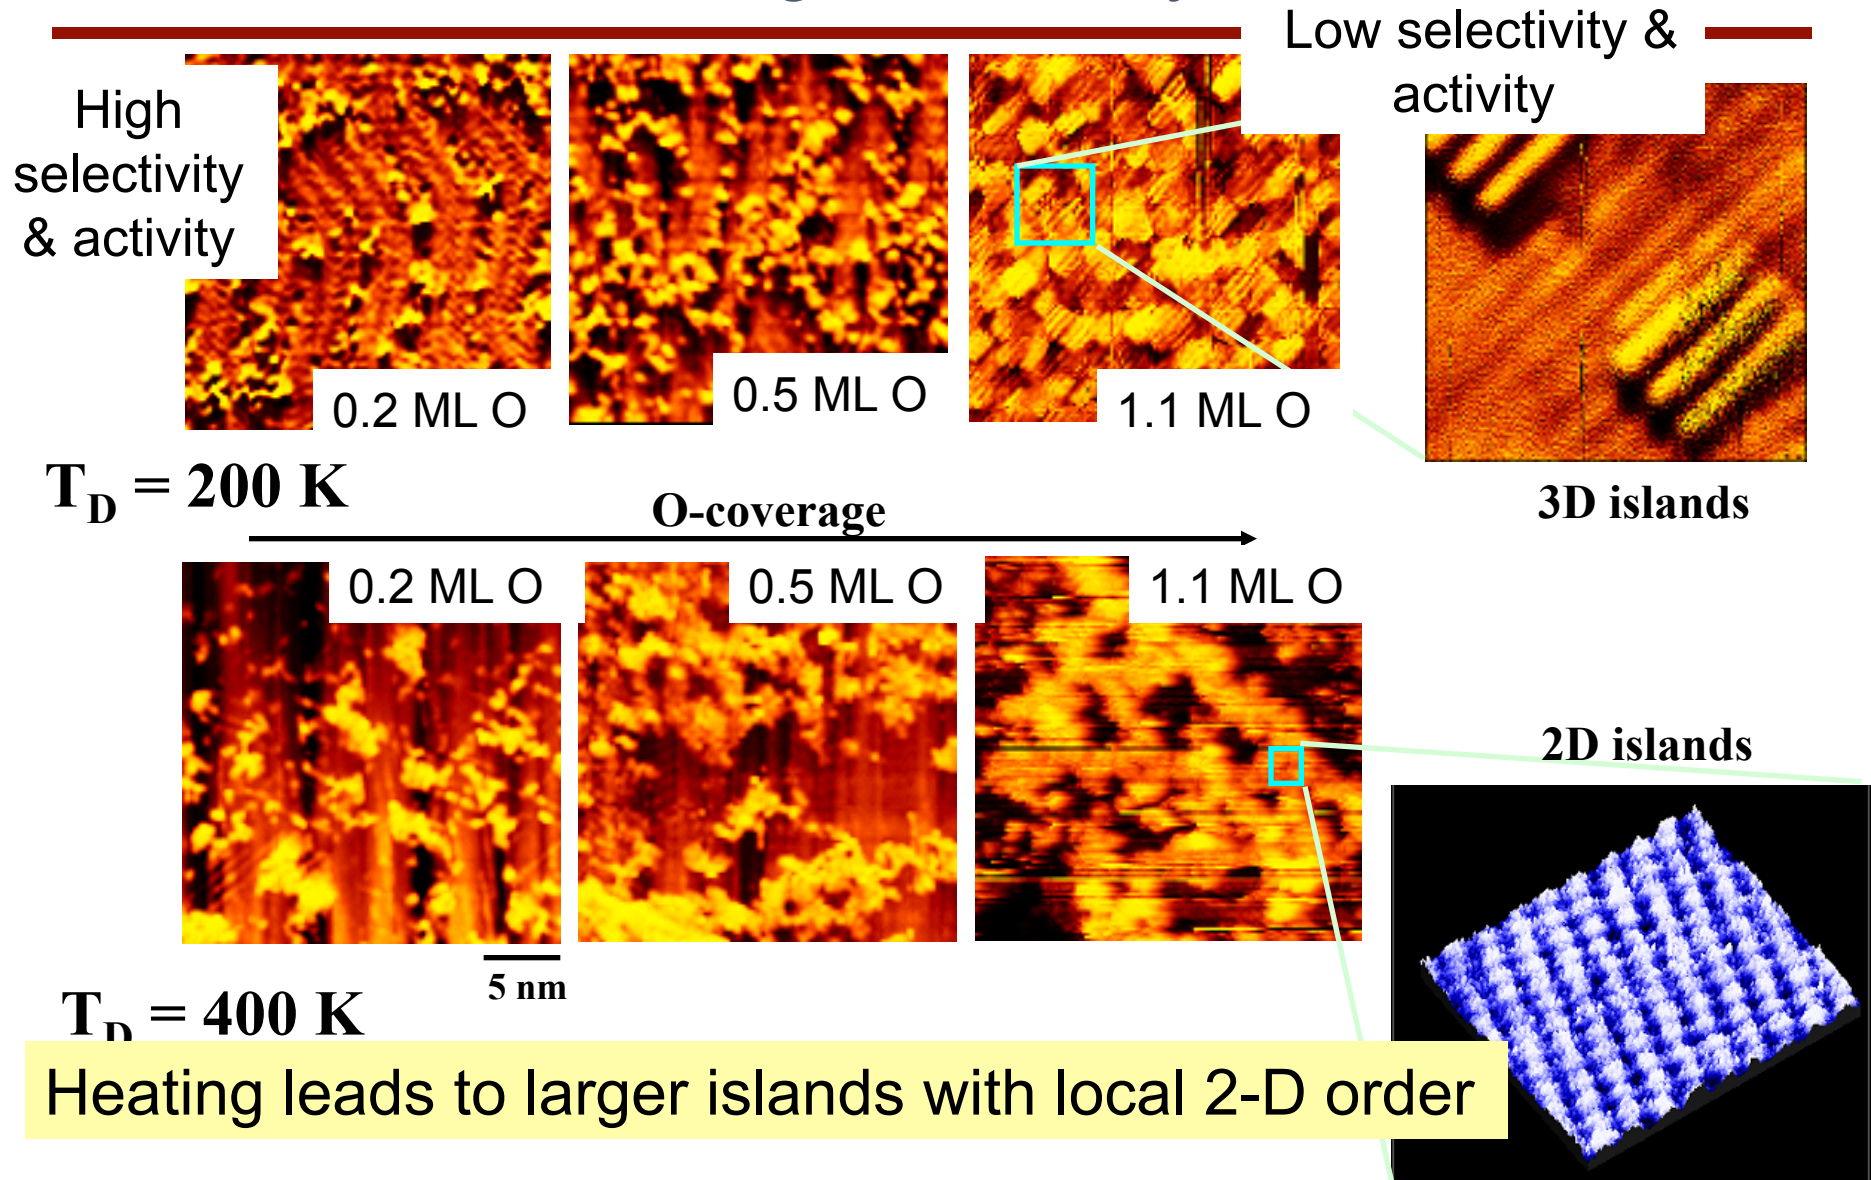 Low selectivity &
activity
High
selectivity
& activity
0.2 ML O
0.5 ML O
1.1 ML O
T_D = 200 K
3D islands
O-coverage
0.2 ML O
0.5 ML O
1.1 ML O
2D islands
5 nm
T_D = 400 K
Heating leads to larger islands with local 2-D order